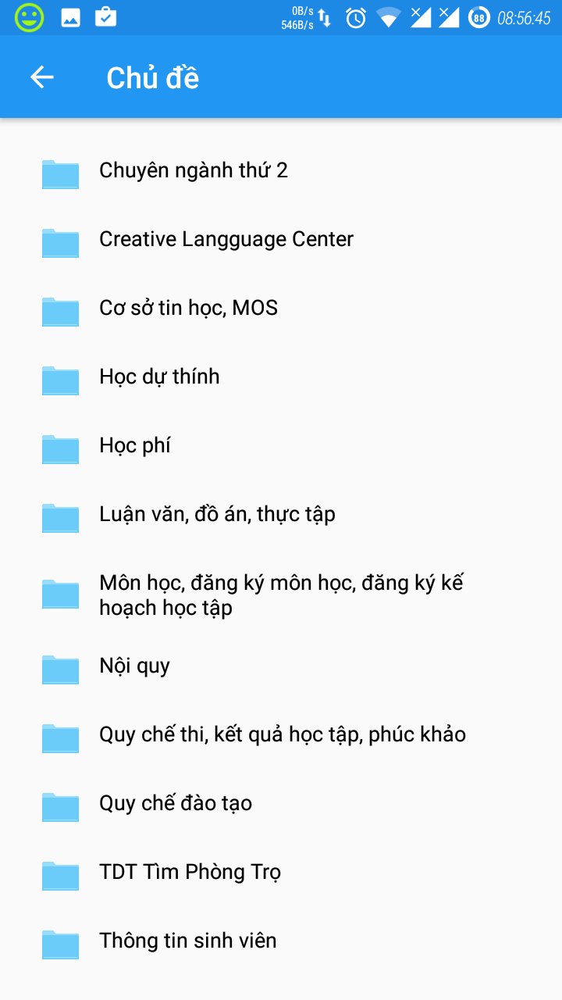 0B/s
546B/s
88
08:56:45
Chủ đề
Chuyên ngành thứ 2
Creative Langguage Center
Cơ sở tin học, MOS
Học dự thính
Học phí
Luận văn, đồ án, thực tập
Môn học, đăng ký môn học, đăng ký kế
hoạch học tập
Nội quy
Quy chế thi, kết quả học tập, phúc khảo
Quy chế đào tạo
TDT Tìm Phòng Trọ
Thông tin sinh viên